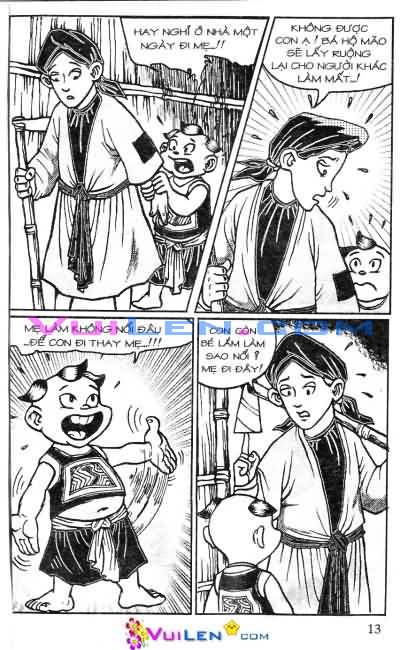 HAY NGHỈ Ở NHÀ MỘT
NGÀY ĐI MẸ...!!
KHÔNG ĐƯỢC
CON Ạ! BÁ HỘ MÃO
SẼ LẤY RUỘNG
LẠI CHO NGƯỜI KHÁC
LÀM MẤT...!
MẸ LÀM KHÔNG NỔI ĐÂU
...ĐỂ CON ĐI THAY MẸ...!!!
CON CÒN
BÉ LẮM LÀM
SAO NỔI?
MẸ ĐI ĐÂY!
VUILEN.COM
13
VUILEN.COM